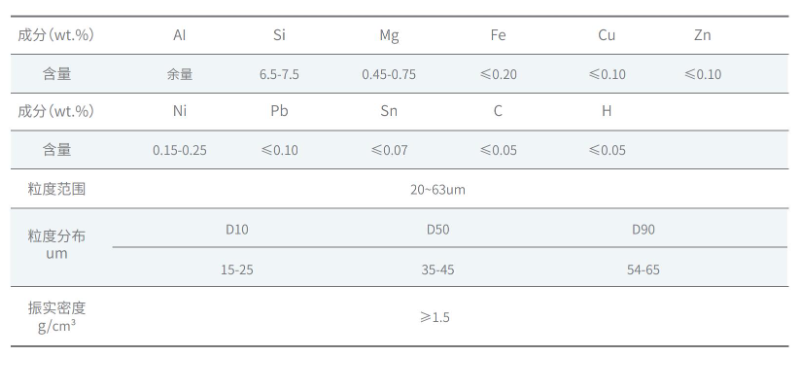 成分(wt.%) Al Si Mg Fe Cu Zn
含量 余量 6.5-7.5 0.45-0.75 ≤0.20 ≤0.10 ≤0.10
成分(wt.%) Ni Pb Sn C H
含量 0.15-0.25 ≤0.10 ≤0.07 ≤0.05 ≤0.05
粒度范围 20~63um
粒度分布
um
D10 D50 D90
15-25 35-45 54-65
振实密度
g/cm³
≥1.5